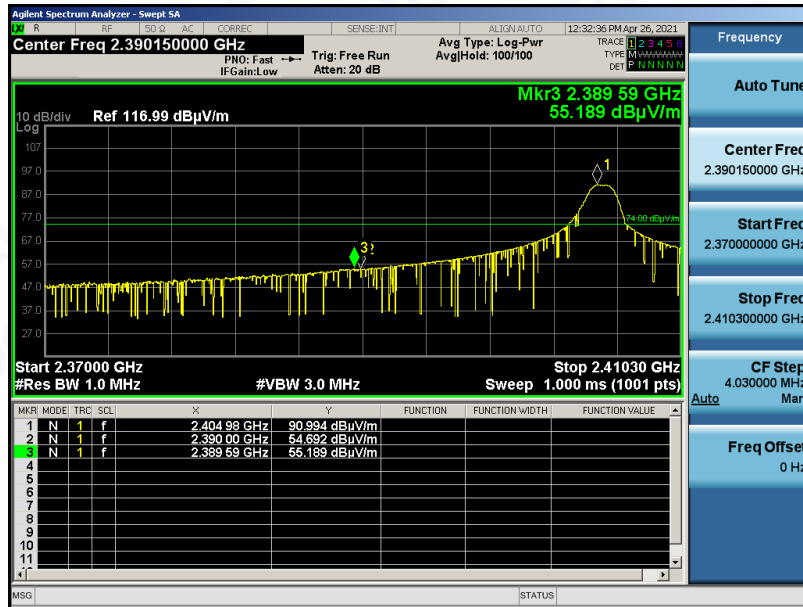 Agilent Spectrum Analyzer - Swept SA
LXI R RF 50 Ω AC CORREC SENSE:INT ALIGN AUTO 12:32:36 PM Apr 26, 2021
Center Freq 2.390150000 GHz
PNO: Fast
IFGain:Low
Trig: Free Run
Atten: 20 dB
Avg Type: Log-Pwr
Avg|Hold: 100/100
TRACE 1 2 3 4 5 6
TYPE M WWWWW
DET P N N N N N
Frequency
Mkr3 2.389 59 GHz
55.189 dBµV/m
10 dB/div Ref 116.99 dBµV/m
Log
107
97.0
87.0
77.0
67.0
57.0
47.0
37.0
27.0
1
74.00 dBµV/m
3 2
Start 2.37000 GHz Stop 2.41030 GHz
#Res BW 1.0 MHz #VBW 3.0 MHz Sweep 1.000 ms (1001 pts)
MKR MODE TRC SCL X Y FUNCTION FUNCTION WIDTH FUNCTION VALUE
1 N 1 f 2.404 98 GHz 90.994 dBµV/m
2 N 1 f 2.390 00 GHz 54.692 dBµV/m
3 N 1 f 2.389 59 GHz 55.189 dBµV/m
4
5
6
7
8
9
10
11
MSG STATUS
Auto Tune
Center Freq
2.390150000 GHz
Start Freq
2.370000000 GHz
Stop Freq
2.410300000 GHz
CF Step
4.030000 MHz
Auto Man
Freq Offset
0 Hz